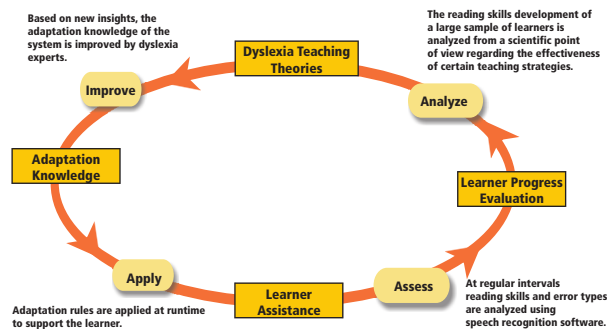 Based on new insights, the
adaptation knowledge of the
system is improved by dyslexia
experts.
The reading skills development of
a large sample of learners is
analyzed from a scientific point
of view regarding the effectiveness
of certain teaching strategies.
Dyslexia Teaching
Theories
Improve
Analyze
Adaptation
Knowledge
Learner Progress
Evaluation
Apply
Learner
Assistance
Assess
Adaptation rules are applied at runtime
to support the learner.
At regular intervals
reading skills and error types
are analyzed using
speech recognition software.